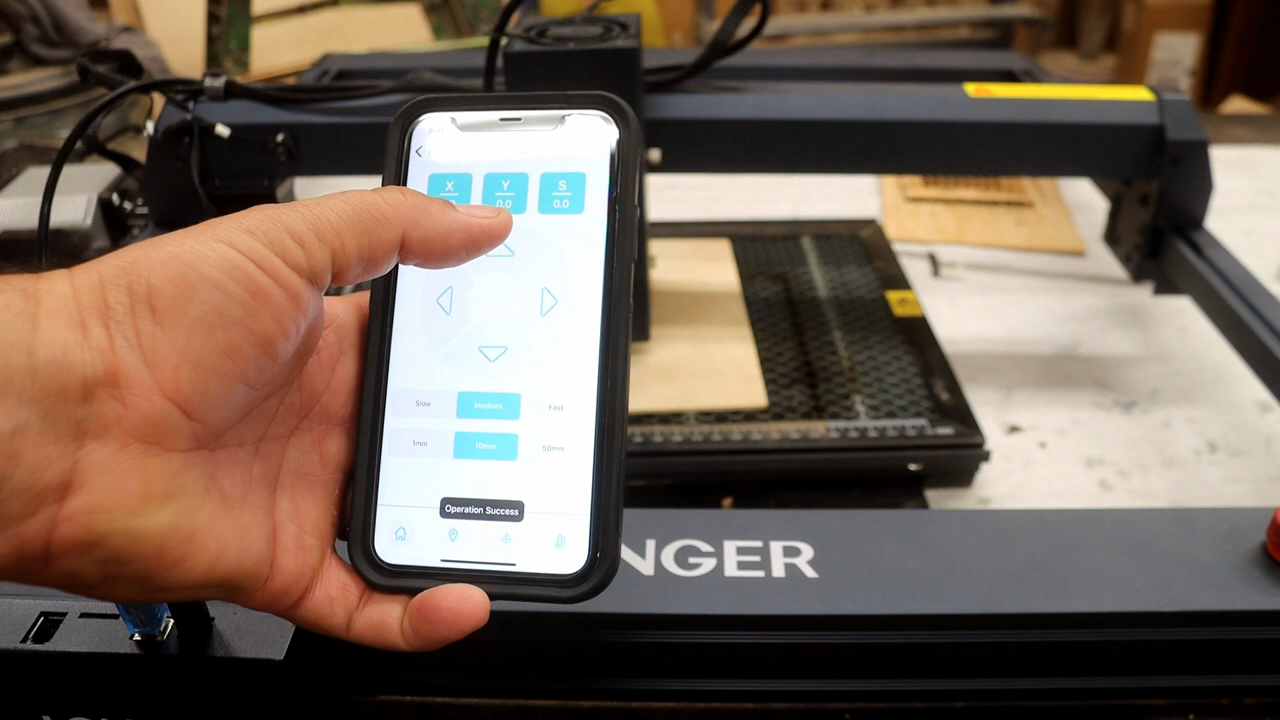 X Y S
0.0 0.0
Slow Medium Fast
1mm 10mm 50mm
Operation Success
NGER